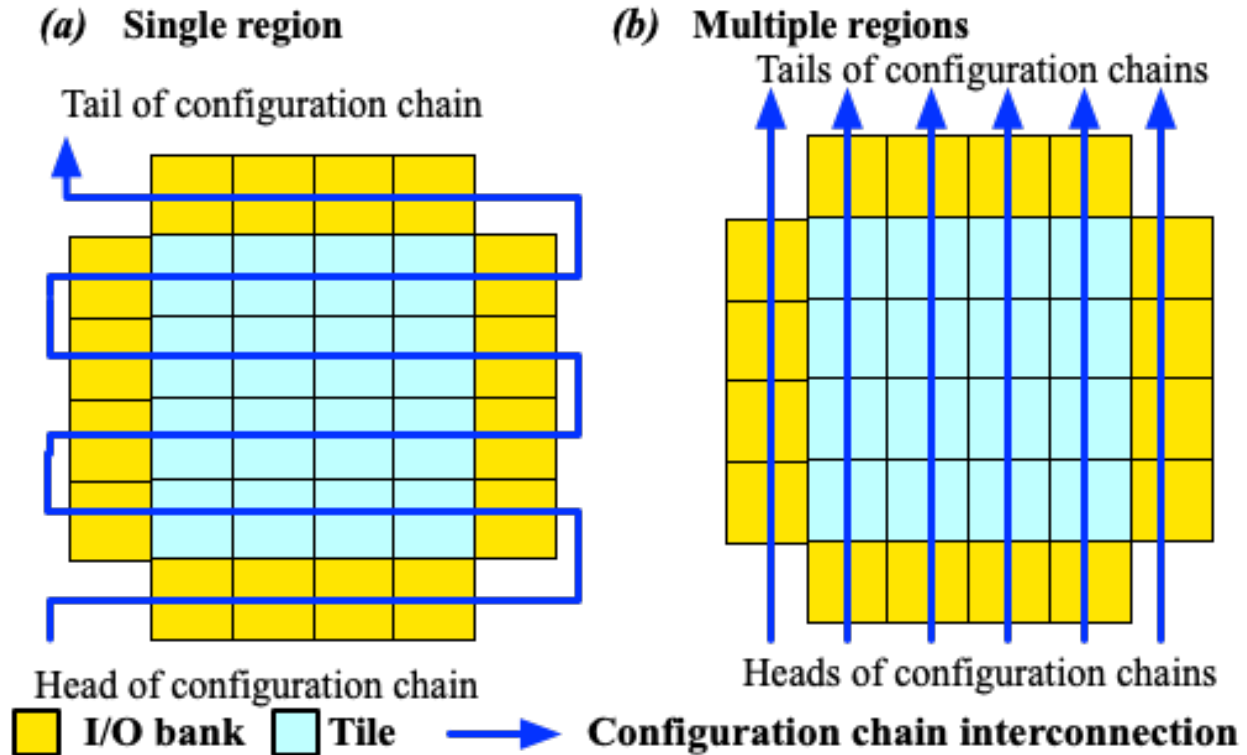 (a) Single region
Tail of configuration chain
Head of configuration chain
(b) Multiple regions
Tails of configuration chains
Heads of configuration chains
I/O bank Tile Configuration chain interconnection